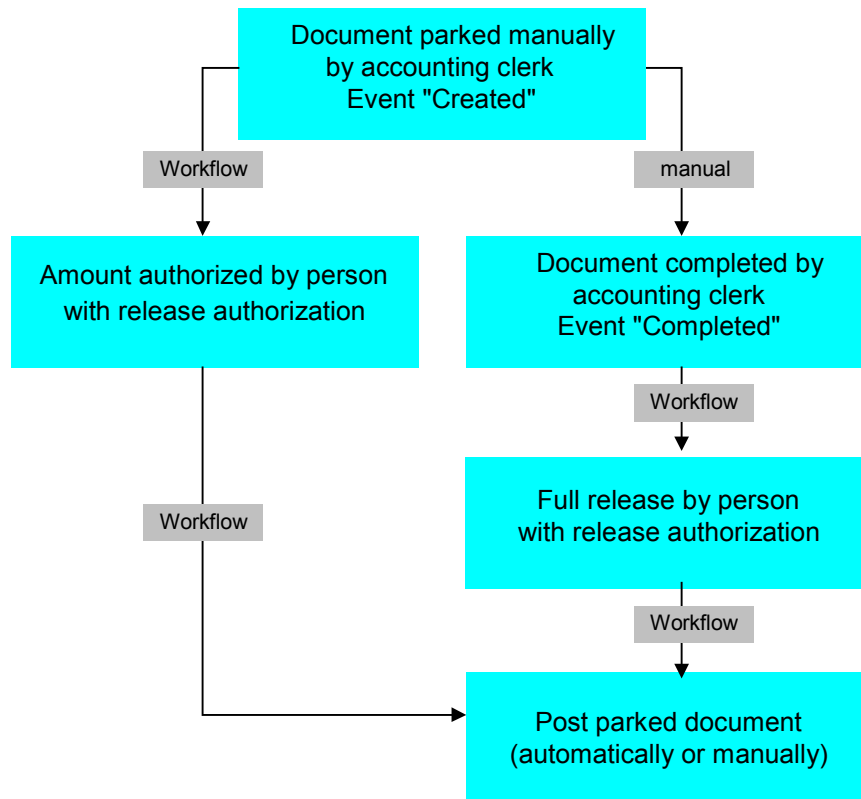 Document parked manually
by accounting clerk
Event "Created"
Workflow
manual
Amount authorized by person
with release authorization
Document completed by
accounting clerk
Event "Completed"
Workflow
Full release by person
with release authorization
Workflow
Workflow
Post parked document
(automatically or manually)